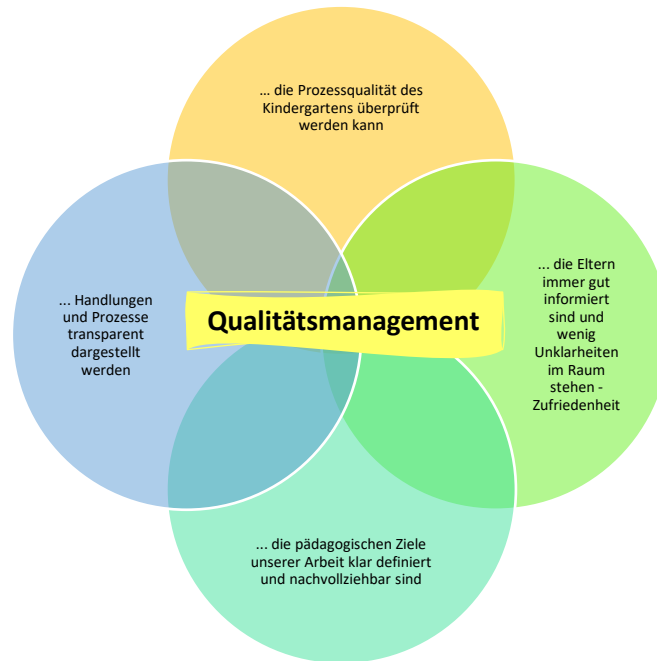 ... die Prozessqualität des
Kindergartens überprüft
werden kann
... Handlungen
und Prozesse
transparent
dargestellt
werden
Qualitätsmanagement
... die Eltern
immer gut
informiert
sind und
wenig
Unklarheiten
im Raum
stehen -
Zufriedenheit
... die pädagogischen Ziele
unserer Arbeit klar definiert
und nachvollziehbar sind